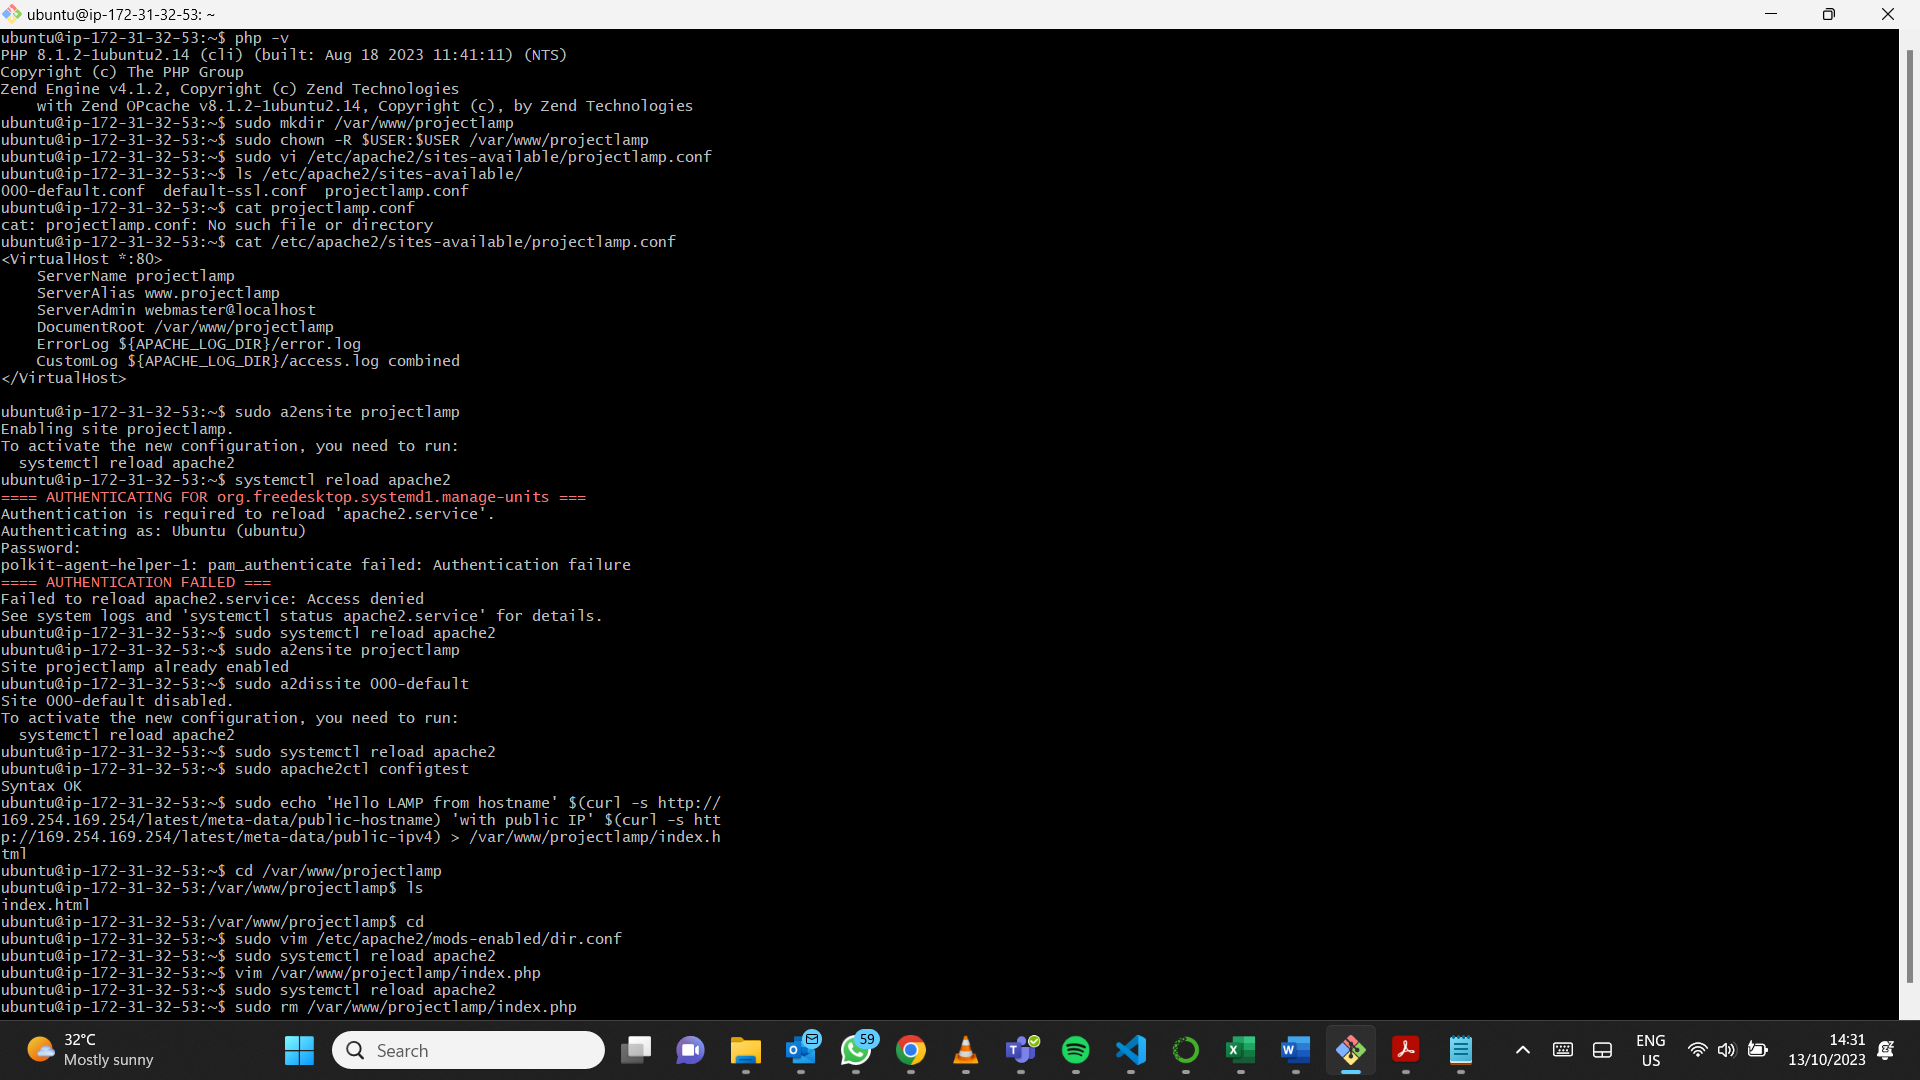 ubuntu@ip-172-31-32-53: ~
ubuntu@ip-172-31-32-53:~$ php -v
PHP 8.1.2-1ubuntu2.14 (cli) (built: Aug 18 2023 11:41:11) (NTS)
Copyright (c) The PHP Group
Zend Engine v4.1.2, Copyright (c) Zend Technologies
    with Zend OPcache v8.1.2-1ubuntu2.14, Copyright (c), by Zend Technologies
ubuntu@ip-172-31-32-53:~$ sudo mkdir /var/www/projectlamp
ubuntu@ip-172-31-32-53:~$ sudo chown -R $USER:$USER /var/www/projectlamp
ubuntu@ip-172-31-32-53:~$ sudo vi /etc/apache2/sites-available/projectlamp.conf
ubuntu@ip-172-31-32-53:~$ ls /etc/apache2/sites-available/
000-default.conf  default-ssl.conf  projectlamp.conf
ubuntu@ip-172-31-32-53:~$ cat projectlamp.conf
cat: projectlamp.conf: No such file or directory
ubuntu@ip-172-31-32-53:~$ cat /etc/apache2/sites-available/projectlamp.conf
<VirtualHost *:80>
    ServerName projectlamp
    ServerAlias www.projectlamp
    ServerAdmin webmaster@localhost
    DocumentRoot /var/www/projectlamp
    ErrorLog ${APACHE_LOG_DIR}/error.log
    CustomLog ${APACHE_LOG_DIR}/access.log combined
</VirtualHost>
ubuntu@ip-172-31-32-53:~$ sudo a2ensite projectlamp
Enabling site projectlamp.
To activate the new configuration, you need to run:
  systemctl reload apache2
ubuntu@ip-172-31-32-53:~$ systemctl reload apache2
==== AUTHENTICATING FOR org.freedesktop.systemd1.manage-units ===
Authentication is required to reload 'apache2.service'.
Authenticating as: Ubuntu (ubuntu)
Password:
polkit-agent-helper-1: pam_authenticate failed: Authentication failure
==== AUTHENTICATION FAILED ===
Failed to reload apache2.service: Access denied
See system logs and 'systemctl status apache2.service' for details.
ubuntu@ip-172-31-32-53:~$ sudo systemctl reload apache2
ubuntu@ip-172-31-32-53:~$ sudo a2ensite projectlamp
Site projectlamp already enabled
ubuntu@ip-172-31-32-53:~$ sudo a2dissite 000-default
Site 000-default disabled.
To activate the new configuration, you need to run:
  systemctl reload apache2
ubuntu@ip-172-31-32-53:~$ sudo systemctl reload apache2
ubuntu@ip-172-31-32-53:~$ sudo apache2ctl configtest
Syntax OK
ubuntu@ip-172-31-32-53:~$ sudo echo 'Hello LAMP from hostname' $(curl -s http://
169.254.169.254/latest/meta-data/public-hostname) 'with public IP' $(curl -s htt
p://169.254.169.254/latest/meta-data/public-ipv4) > /var/www/projectlamp/index.h
tml
ubuntu@ip-172-31-32-53:~$ cd /var/www/projectlamp
ubuntu@ip-172-31-32-53:/var/www/projectlamp$ ls
index.html
ubuntu@ip-172-31-32-53:/var/www/projectlamp$ cd
ubuntu@ip-172-31-32-53:~$ sudo vim /etc/apache2/mods-enabled/dir.conf
ubuntu@ip-172-31-32-53:~$ sudo systemctl reload apache2
ubuntu@ip-172-31-32-53:~$ vim /var/www/projectlamp/index.php
ubuntu@ip-172-31-32-53:~$ sudo systemctl reload apache2
ubuntu@ip-172-31-32-53:~$ sudo rm /var/www/projectlamp/index.php
32°C
Mostly sunny
Search
59
ENG
US
14:31
13/10/2023